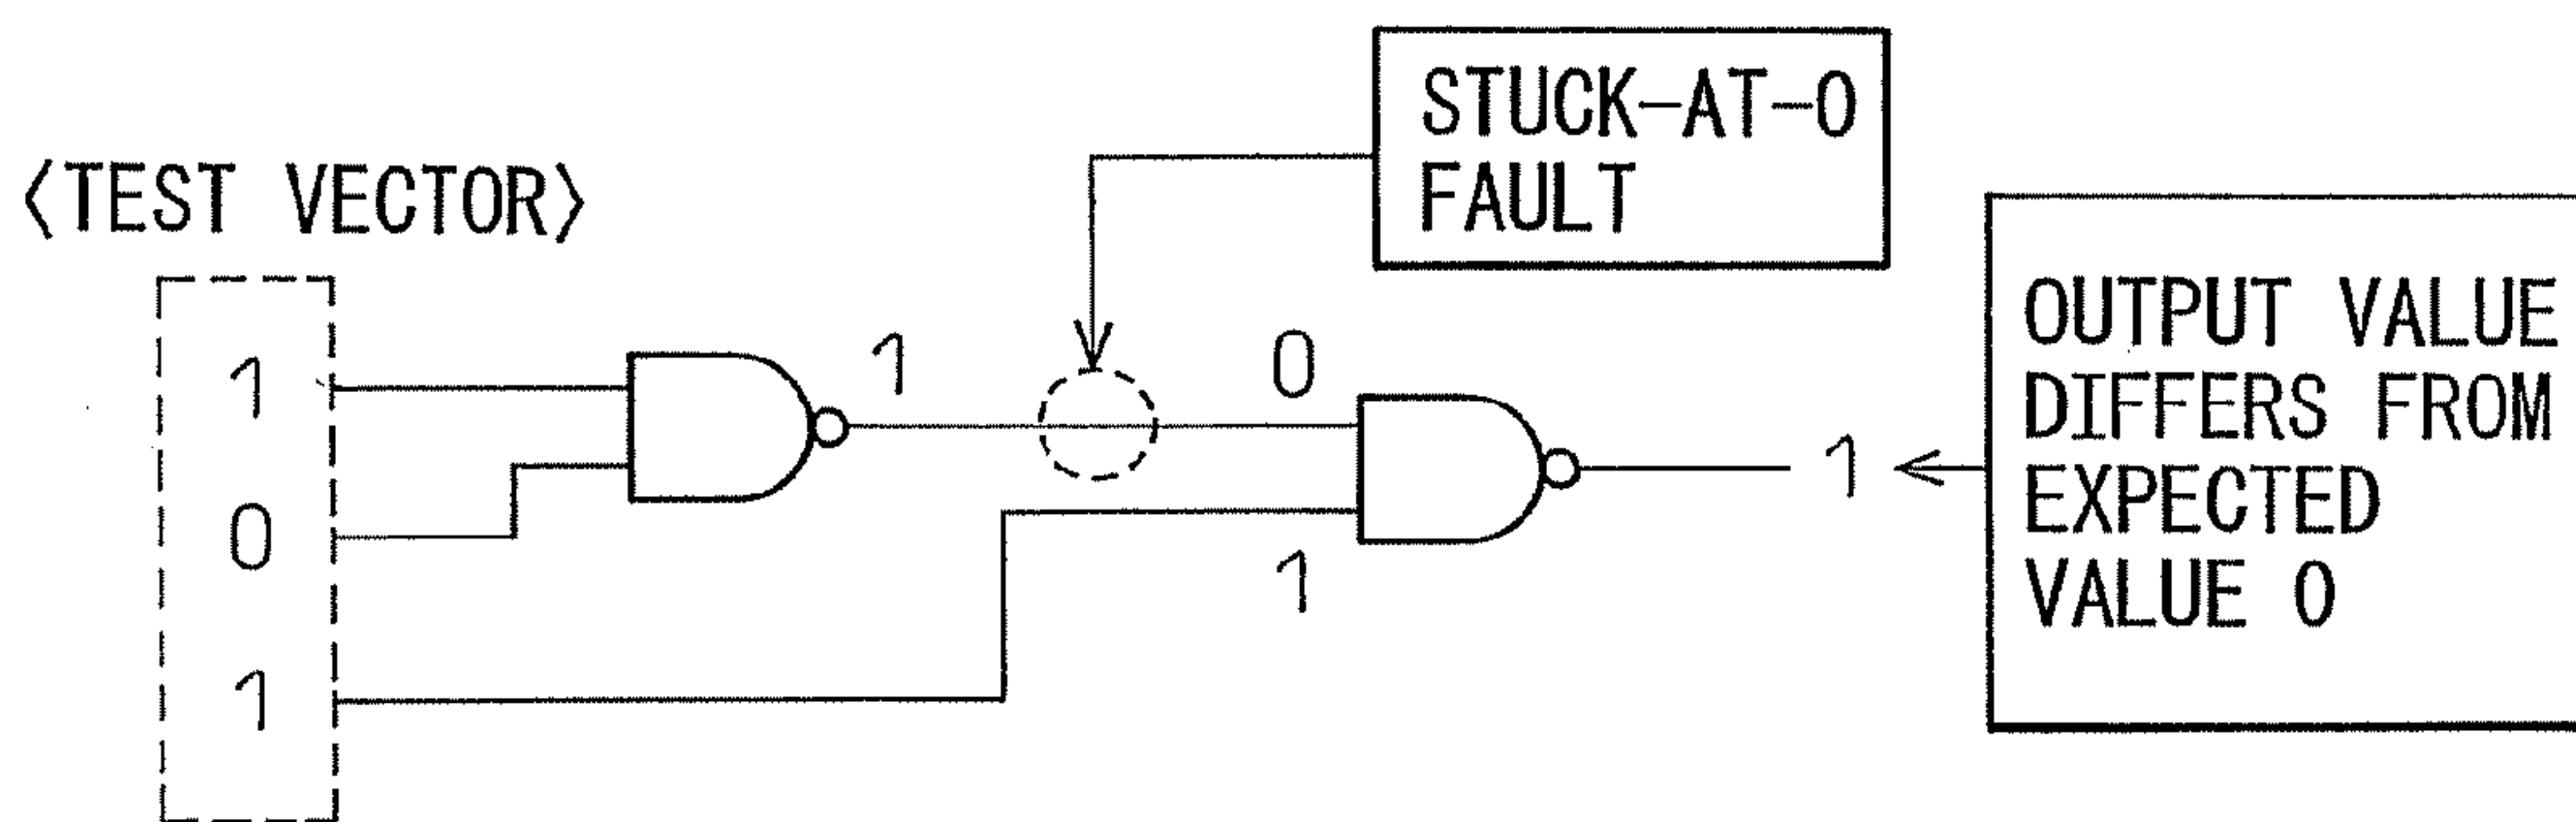 STUCK-AT-0
FAULT
〈TEST VECTOR〉
1
0
1
1
0
1
1
OUTPUT VALUE
DIFFERS FROM
EXPECTED
VALUE 0